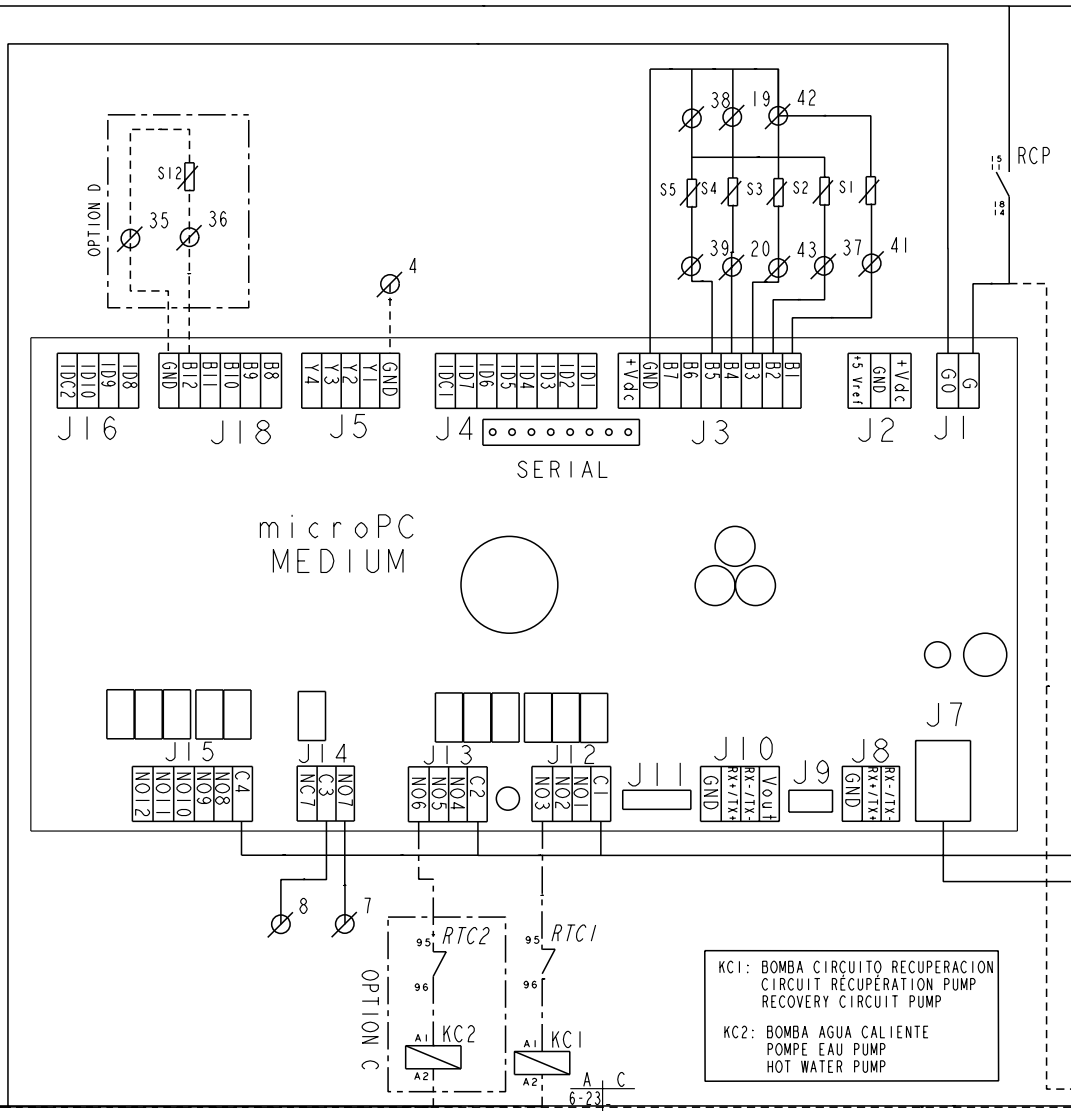 38 19 42
15
11
RCP
18
14
S12
S5 S4 S3 S2 S1
OPTION D
35 36
39 20 43 37 41
4
IDC2 ID10 ID9 ID8
GND B12 B11 B10 B9 B8
Y4 Y3 Y2 Y1 GND
IDC1 ID7 ID6 ID5 ID4 ID3 ID2 ID1
+Vdc GND B7 B6 B5 B4 B3 B2 B1
+5 Vref GND +Vdc
G0 G
J16 J18 J5 J4 J3 J2 J1
SERIAL
microPC
MEDIUM
J15 J14 J13 J12 J11 J10 J9 J8 J7
NO12 NO11 NO10 NO9 NO8 C4
NC7 C3 NO7
NO6 NO5 NO4 C2
NO3 NO2 NO1 C1
GND RX+/TX+ RX-/TX- Vout
GND RX+/TX+ RX-/TX-
8 7
95 RTC2
95 RTC1
96
96
OPTION C
A1 KC2
A1 KC1
A2
A2
A C
6-23
KC1: BOMBA CIRCUITO RECUPERACION
CIRCUIT RÉCUPÉRATION PUMP
RECOVERY CIRCUIT PUMP
KC2: BOMBA AGUA CALIENTE
POMPE EAU PUMP
HOT WATER PUMP